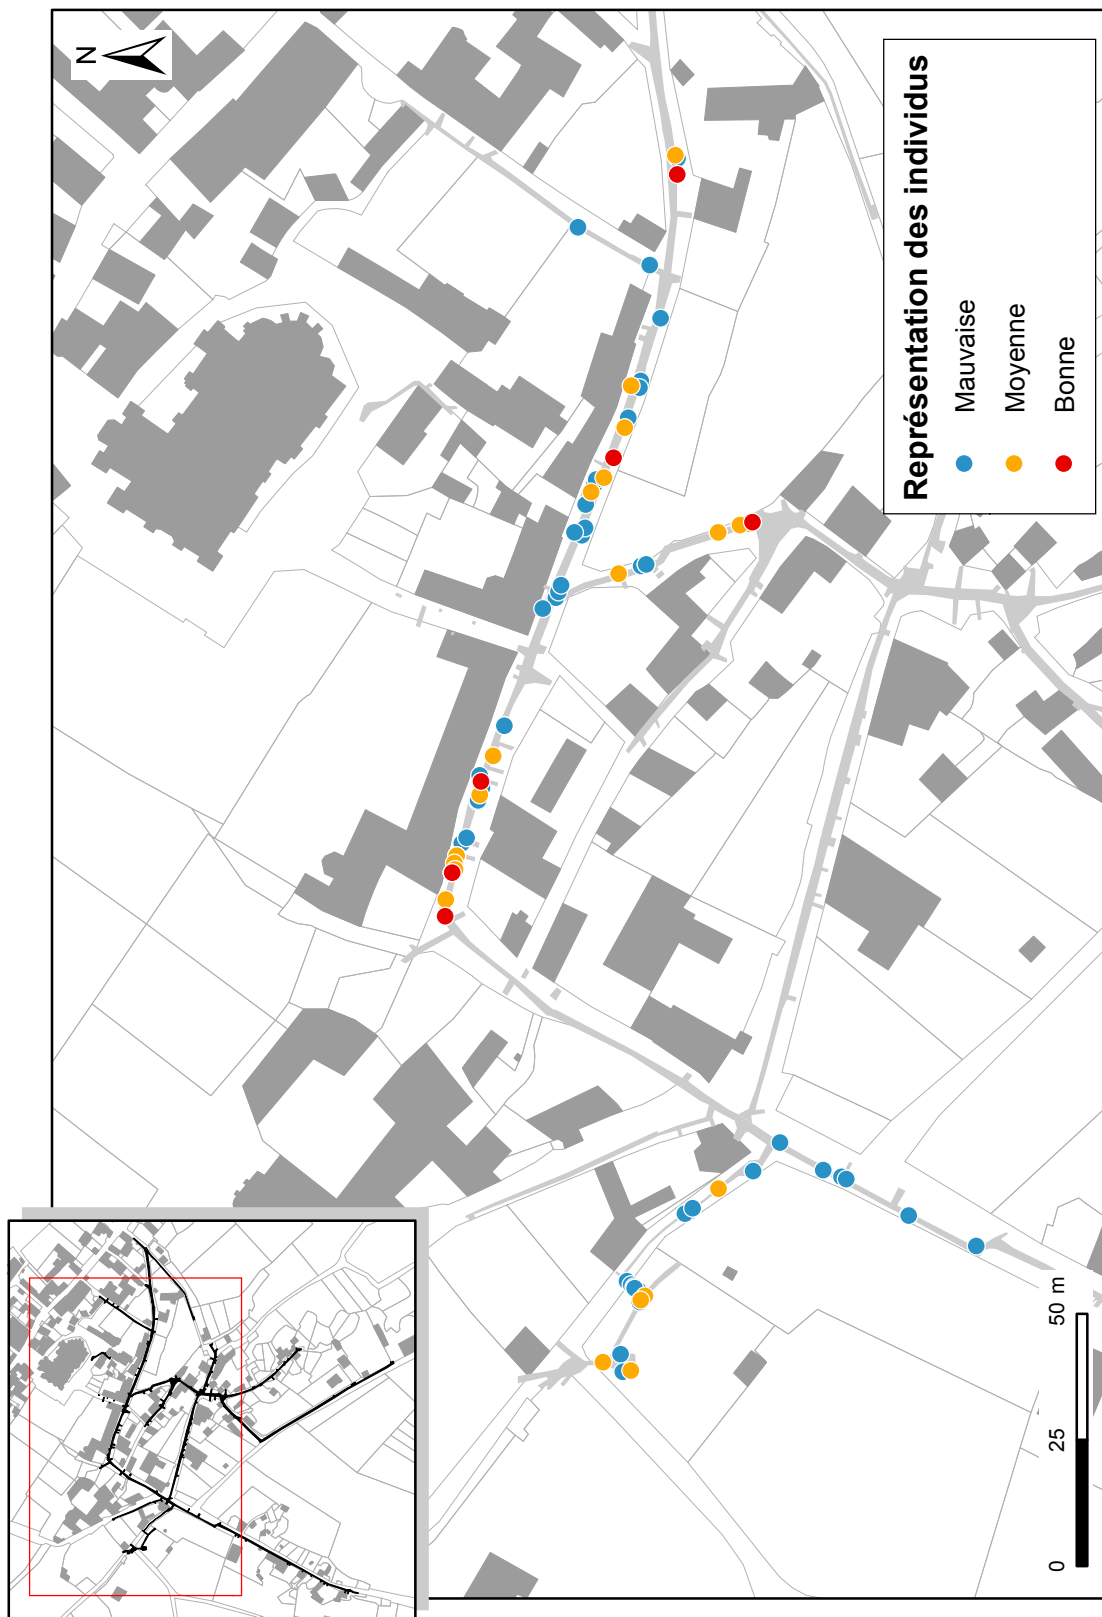 N
Représentation des individus
Mauvaise
Moyenne
Bonne
0 25 50 m